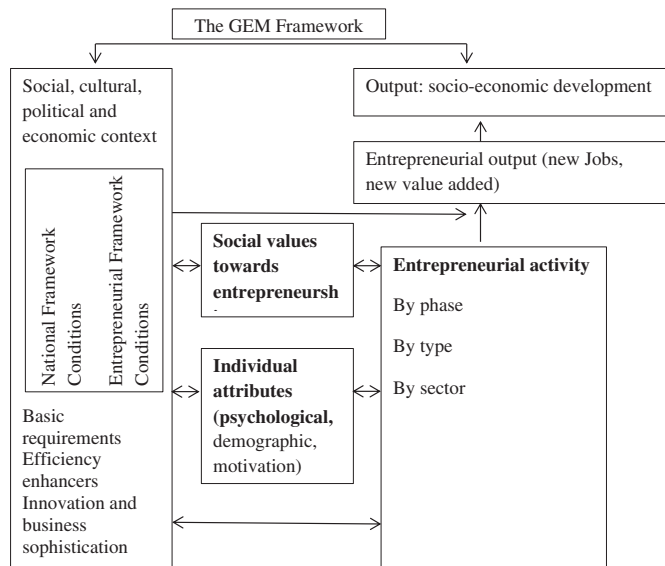 The GEM Framework
Social, cultural,
political and
economic context
National Framework
Conditions
Entrepreneurial Framework
Conditions
Basic
requirements
Efficiency
enhancers
Innovation and
business
sophistication
Social values
towards
entrepreneursh
Individual
attributes
(psychological,
demographic,
motivation)
Output: socio-economic development
Entrepreneurial output (new Jobs,
new value added)
Entrepreneurial activity
By phase
By type
By sector